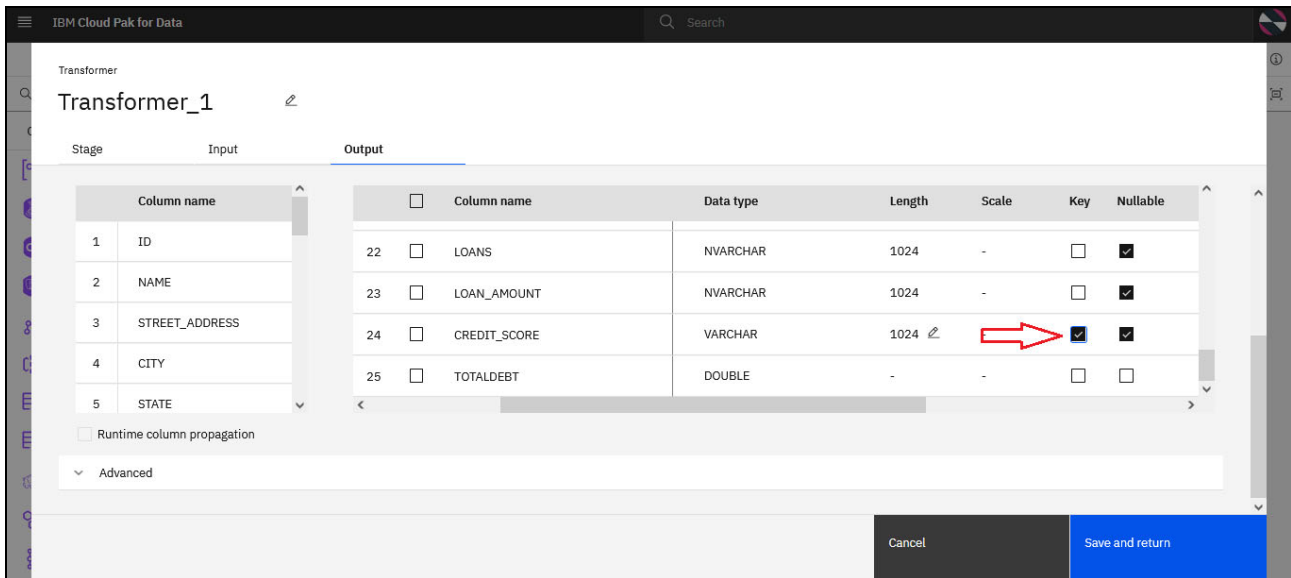 IBM Cloud Pak for Data Search
Transformer
Transformer_1
Stage Input Output
Column name
1 ID
2 NAME
3 STREET_ADDRESS
4 CITY
5 STATE
Column name Data type Length Scale Key Nullable
22 LOANS NVARCHAR 1024 -
23 LOAN_AMOUNT NVARCHAR 1024 -
24 CREDIT_SCORE VARCHAR 1024 -
25 TOTALDEBT DOUBLE - -
Runtime column propagation
Advanced
Cancel Save and return